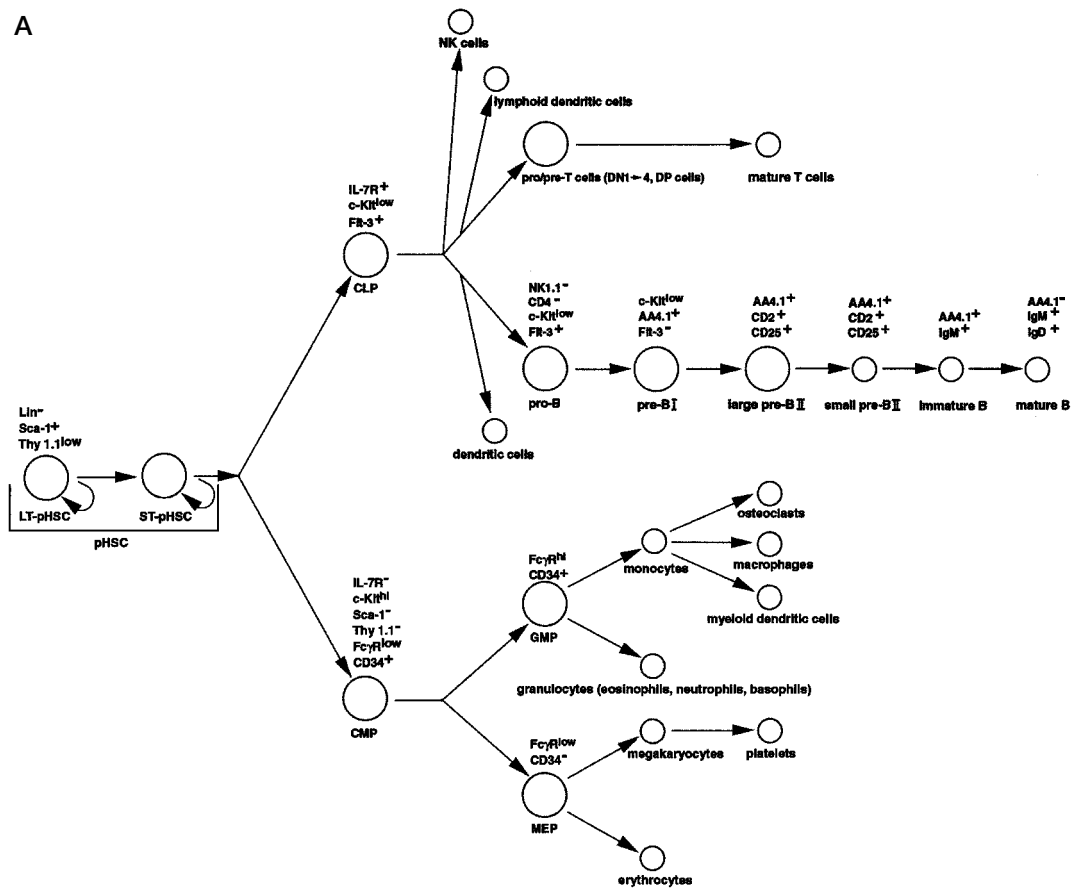 A
NK cells
lymphoid dendritic cells
pro/pre-T cells (DN1→4, DP cells)
mature T cells
IL-7R+
c-Kitlow
Flt-3+
CLP
NK1.1-
CD4-
c-Kitlow
Flt-3+
pro-B
c-Kitlow
AA4.1+
Flt-3-
pre-BI
AA4.1+
CD2+
CD25+
large pre-BII
AA4.1+
CD2+
CD25+
small pre-BII
AA4.1+
IgM+
immature B
AA4.1-
IgM+
IgD+
mature B
dendritic cells
Lin-
Sca-1+
Thy 1.1low
LT-pHSC
ST-pHSC
pHSC
IL-7R-
c-Kithi
Sca-1-
Thy 1.1-
FcγRlow
CD34+
CMP
FcγRhi
CD34+
GMP
monocytes
osteoclasts
macrophages
myeloid dendritic cells
granulocytes (eosinophils, neutrophils, basophils)
FcγRlow
CD34-
MEP
megakaryocytes
platelets
erythrocytes